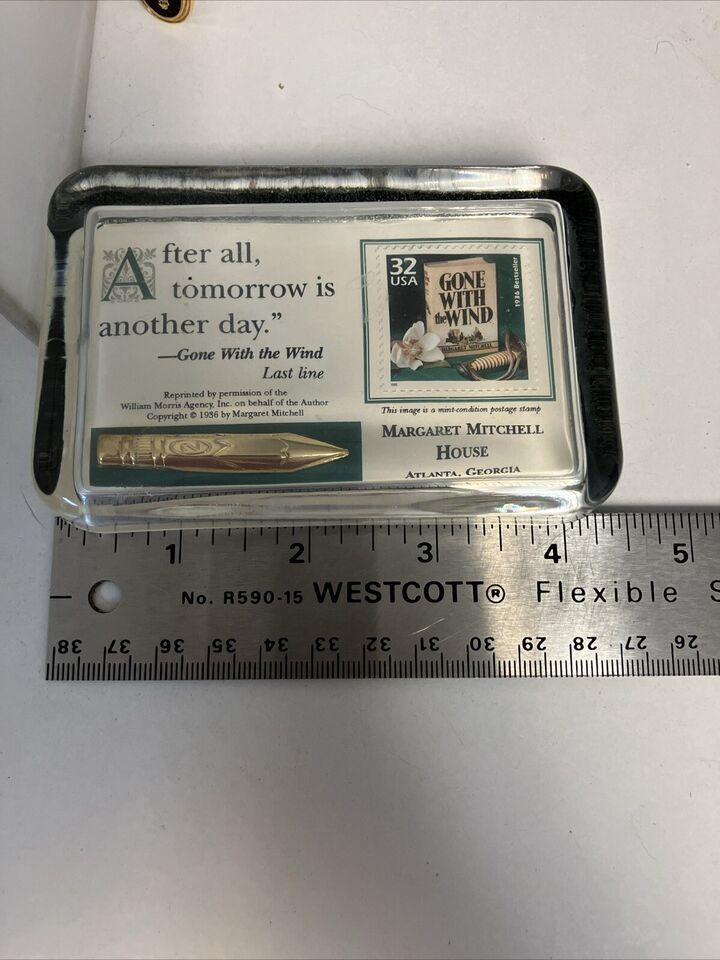 After all,
tomorrow is
another day."
—Gone With the Wind
Last line
Reprinted by permission of the
William Morris Agency, Inc. on behalf of the Author
Copyright © 1936 by Margaret Mitchell
32
USA
1936 Bestseller
GONE
WITH
the WIND
MARGARET MITCHELL
This image is a mint-condition postage stamp
MARGARET MITCHELL
HOUSE
ATLANTA, GEORGIA
1 2 3 4 5
No. R590-15 WESTCOTT® Flexible S
38 37 36 35 34 33 32 31 30 29 28 27 26